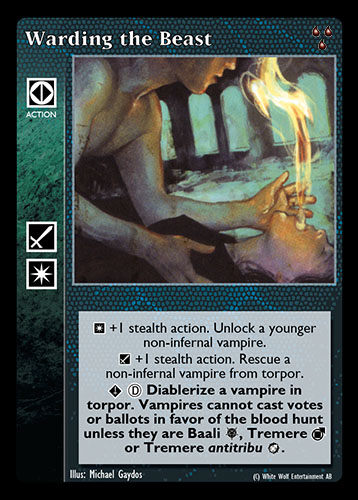 Warding the Beast
ACTION
+1 stealth action. Unlock a younger
non-infernal vampire.
+1 stealth action. Rescue a
non-infernal vampire from torpor.
D Diablerize a vampire in
torpor. Vampires cannot cast votes
or ballots in favor of the blood hunt
unless they are Baali, Tremere
or Tremere antitribu.
Illus: Michael Gaydos
(C) White Wolf Entertainment AB